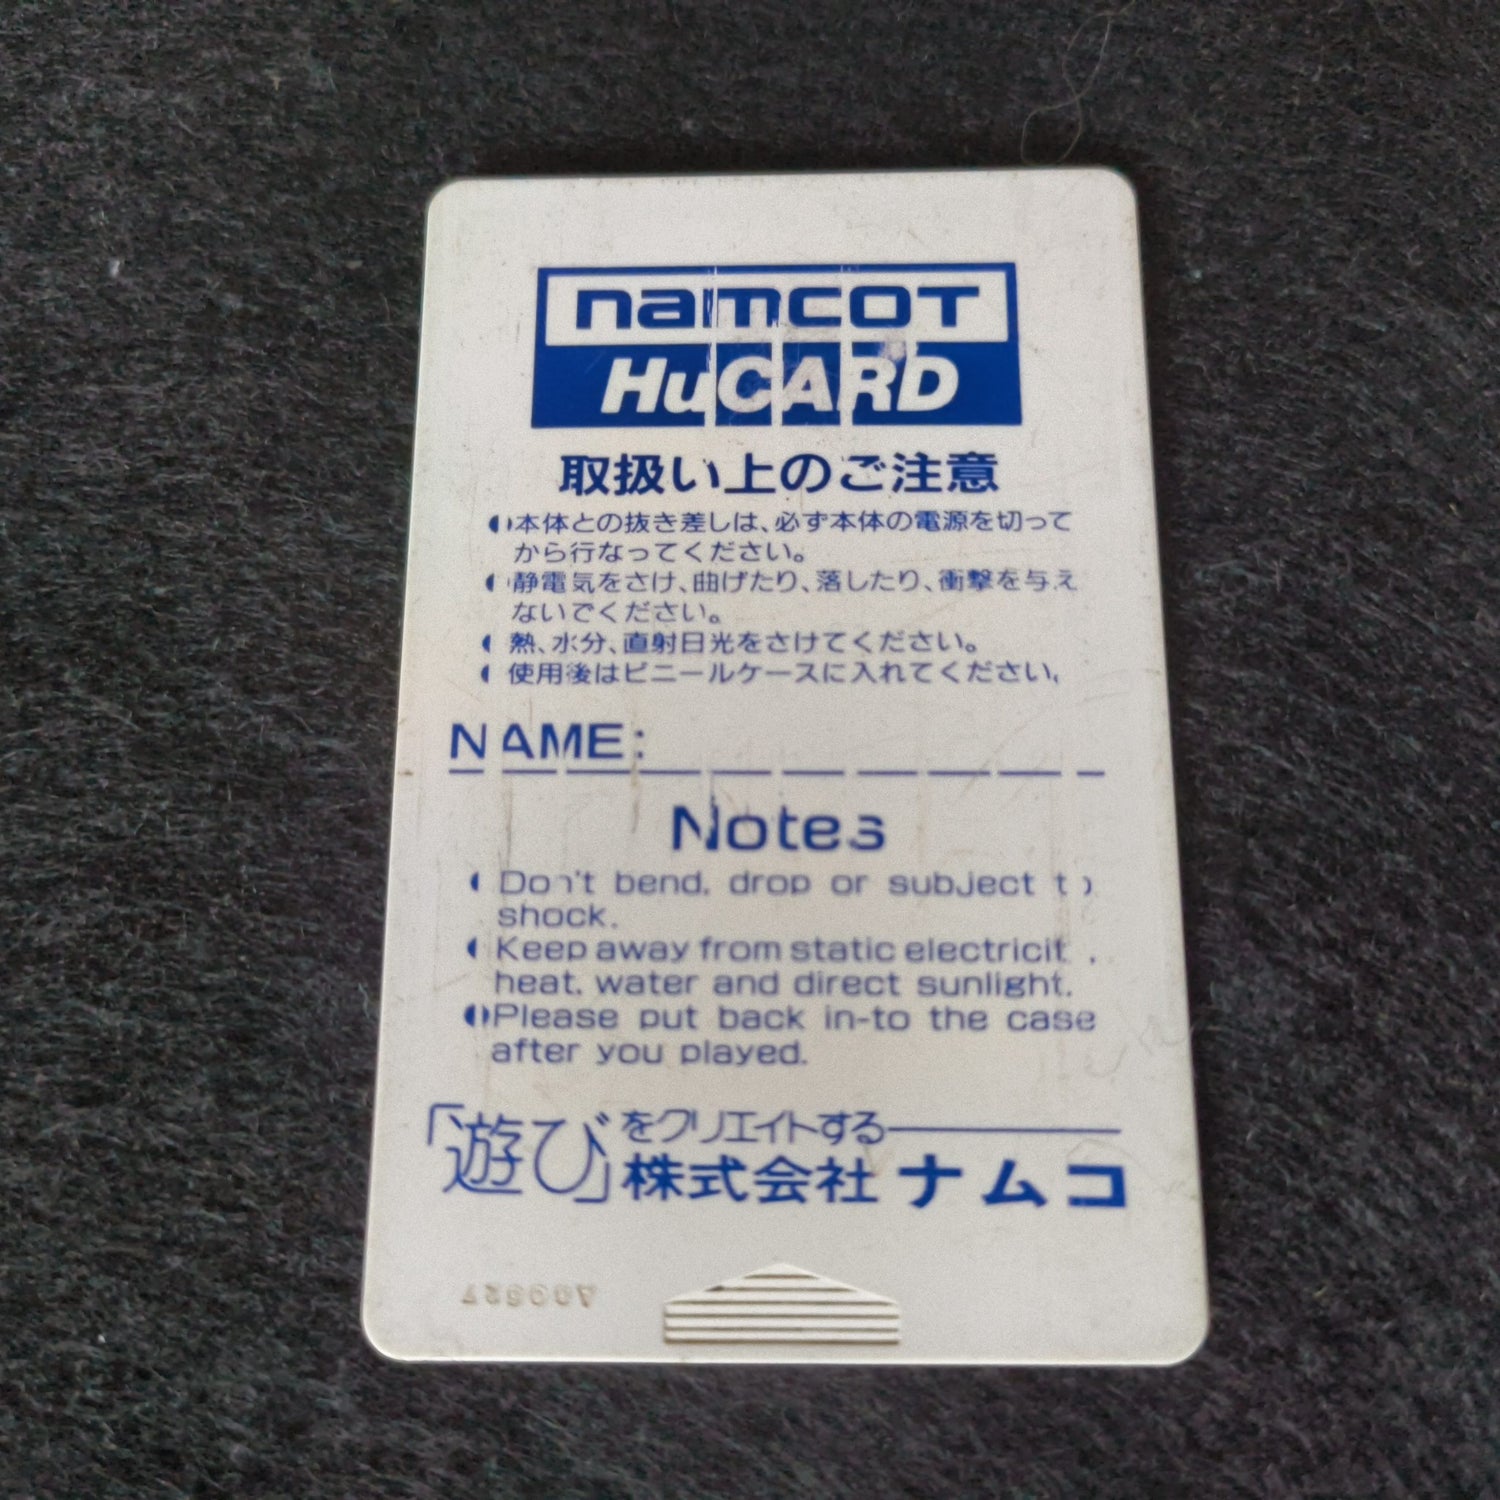 namcot
HuCARD
取扱い上のご注意
●本体との抜き差しは、必ず本体の電源を切って
から行なってください。
●静電気をさけ、曲げたり、落したり、衝撃を与え
ないでください。
●熱、水分、直射日光をさけてください。
●使用後はビニールケースに入れてください。
NAME:
Notes
●Don't bend, drop or subject to
shock.
●Keep away from static electricity,
heat, water and direct sunlight.
●Please put back in-to the case
after you played.
「遊び」をクリエイトする
株式会社ナムコ